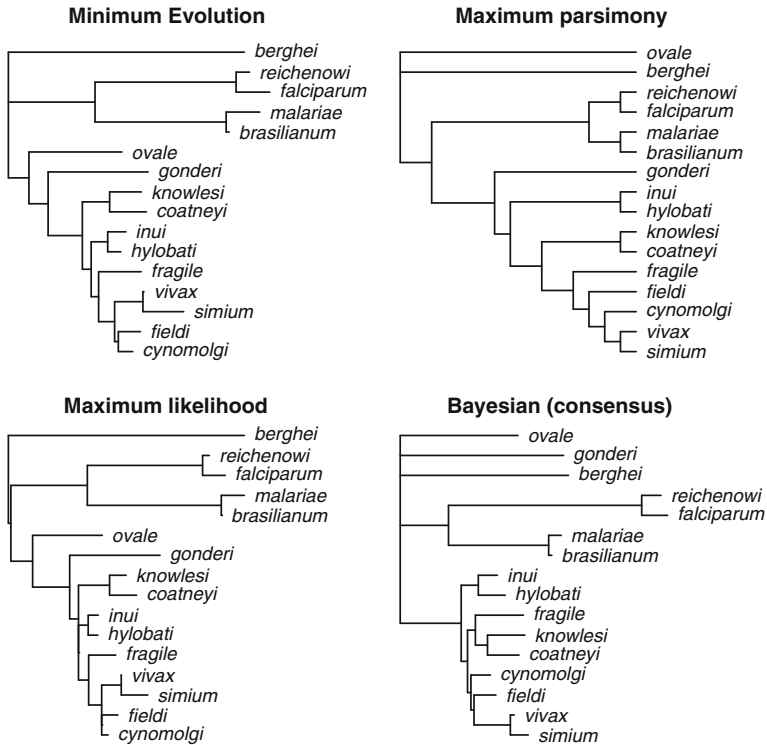 Minimum Evolution
berghei
reichenowi
falciparum
malariae
brasilianum
ovale
gonderi
knowlesi
coatneyi
inui
hylobati
fragile
vivax
simium
fieldi
cynomolgi
Maximum parsimony
ovale
berghei
reichenowi
falciparum
malariae
brasilianum
gonderi
inui
hylobati
knowlesi
coatneyi
fragile
fieldi
cynomolgi
vivax
simium
Maximum likelihood
berghei
reichenowi
falciparum
malariae
brasilianum
ovale
gonderi
knowlesi
coatneyi
inui
hylobati
fragile
vivax
simium
fieldi
cynomolgi
Bayesian (consensus)
ovale
gonderi
berghei
reichenowi
falciparum
malariae
brasilianum
inui
hylobati
fragile
knowlesi
coatneyi
cynomolgi
fieldi
vivax
simium